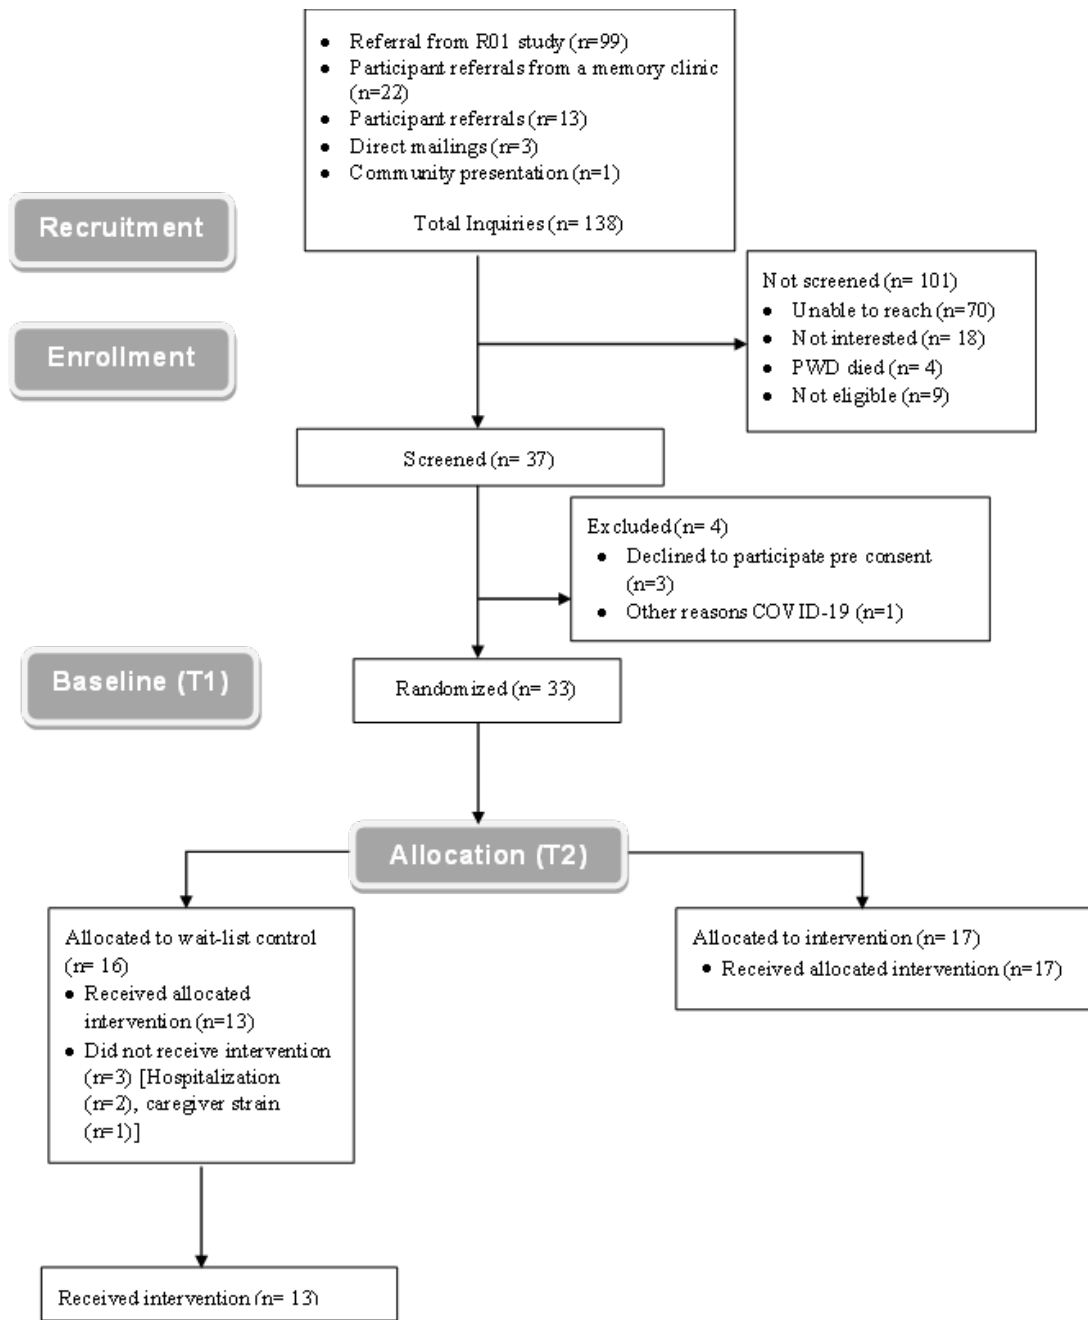 • Referral from R01 study (n=99)
• Participant referrals from a memory clinic
(n=22)
• Participant referrals (n=13)
• Direct mailings (n=3)
• Community presentation (n=1)
Total Inquiries (n= 138)
Recruitment
Not screened (n= 101)
• Unable to reach (n=70)
• Not interested (n= 18)
• PWD died (n= 4)
• Not eligible (n=9)
Enrollment
Screened (n= 37)
Excluded (n= 4)
• Declined to participate pre consent
(n=3)
• Other reasons COVID-19 (n=1)
Baseline (T1)
Randomized (n= 33)
Allocation (T2)
Allocated to wait-list control
(n= 16)
• Received allocated
intervention (n=13)
• Did not receive intervention
(n=3) [Hospitalization
(n=2), caregiver strain
(n=1)]
Allocated to intervention (n= 17)
• Received allocated intervention (n=17)
Received intervention (n= 13)